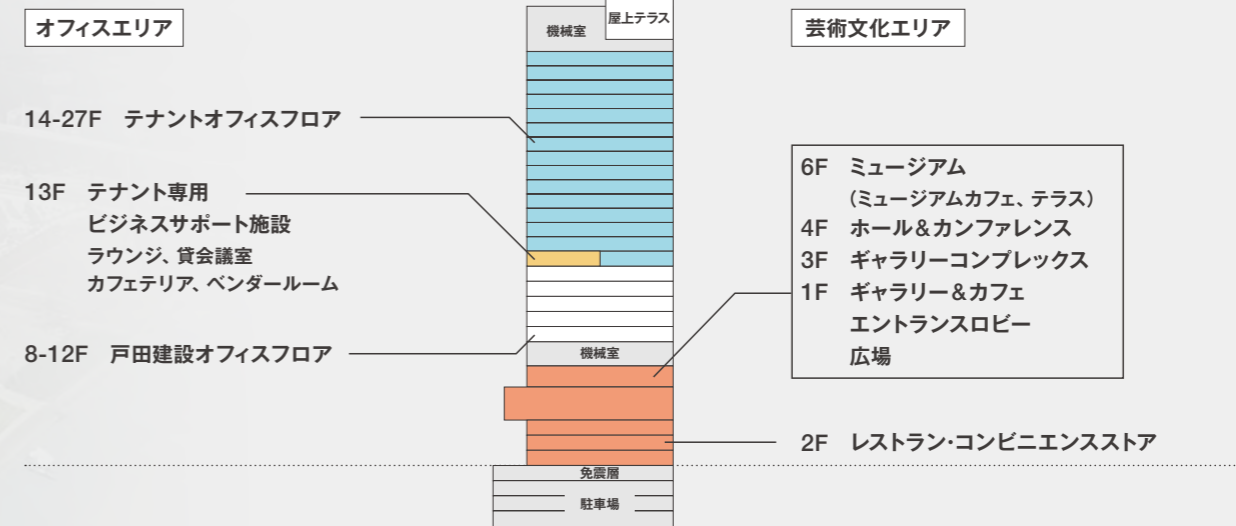 オフィスエリア
14-27F テナントオフィスフロア
13F テナント専用
ビジネスサポート施設
ラウンジ、貸会議室
カフェテリア、ベンダールーム
8-12F 戸田建設オフィスフロア
屋上テラス
機械室
機械室
免震層
駐車場
芸術文化エリア
6F ミュージアム
(ミュージアムカフェ、テラス)
4F ホール&カンファレンス
3F ギャラリーコンプレックス
1F ギャラリー&カフェ
エントランスロビー
広場
2F レストラン・コンビニエンスストア